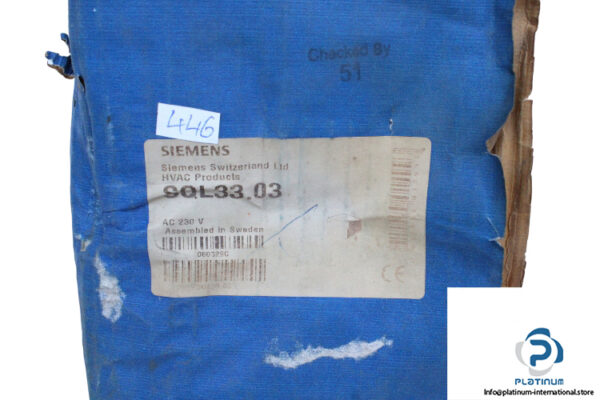 Checked By
51
446
SIEMENS
Siemens Switzerland Ltd
HVAC Products
SQL33.03
AC 230 V
Assembled in Sweden
CE
PLATINUM
Info@platinum-international.store